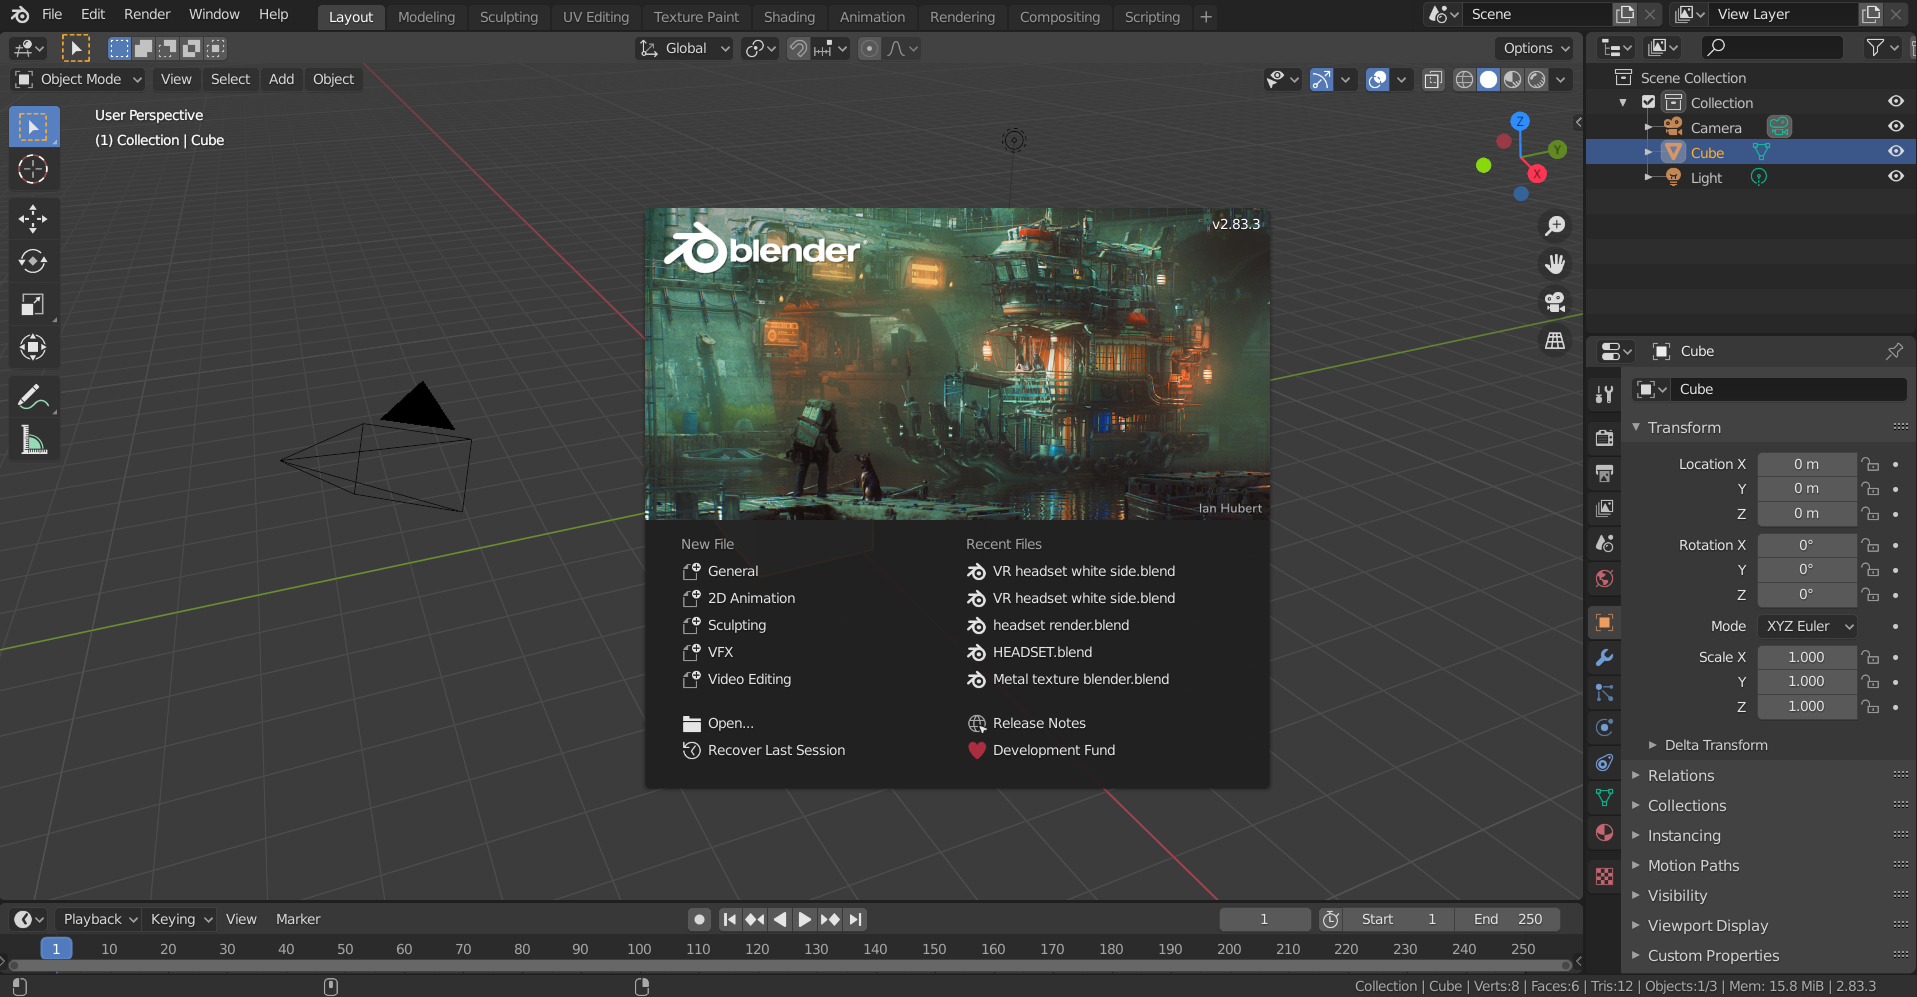 File Edit Render Window Help Layout Modeling Sculpting UV Editing Texture Paint Shading Animation Rendering Compositing Scripting + Scene View Layer
Global Options
Object Mode View Select Add Object
User Perspective
(1) Collection | Cube
Z
Y
X
Scene Collection
Collection
Camera
Cube
Light
blender
v2.83.3
Ian Hubert
New File
General
2D Animation
Sculpting
VFX
Video Editing
Open...
Recover Last Session
Recent Files
VR headset white side.blend
VR headset white side.blend
headset render.blend
HEADSET.blend
Metal texture blender.blend
Release Notes
Development Fund
Cube
Cube
Transform
Location X 0 m
Y 0 m
Z 0 m
Rotation X 0°
Y 0°
Z 0°
Mode XYZ Euler
Scale X 1.000
Y 1.000
Z 1.000
Delta Transform
Relations
Collections
Instancing
Motion Paths
Visibility
Viewport Display
Custom Properties
Playback Keying View Marker 1 Start 1 End 250
1 10 20 30 40 50 60 70 80 90 100 110 120 130 140 150 160 170 180 190 200 210 220 230 240 250
Collection | Cube | Verts:8 | Faces:6 | Tris:12 | Objects:1/3 | Mem: 15.8 MiB | 2.83.3